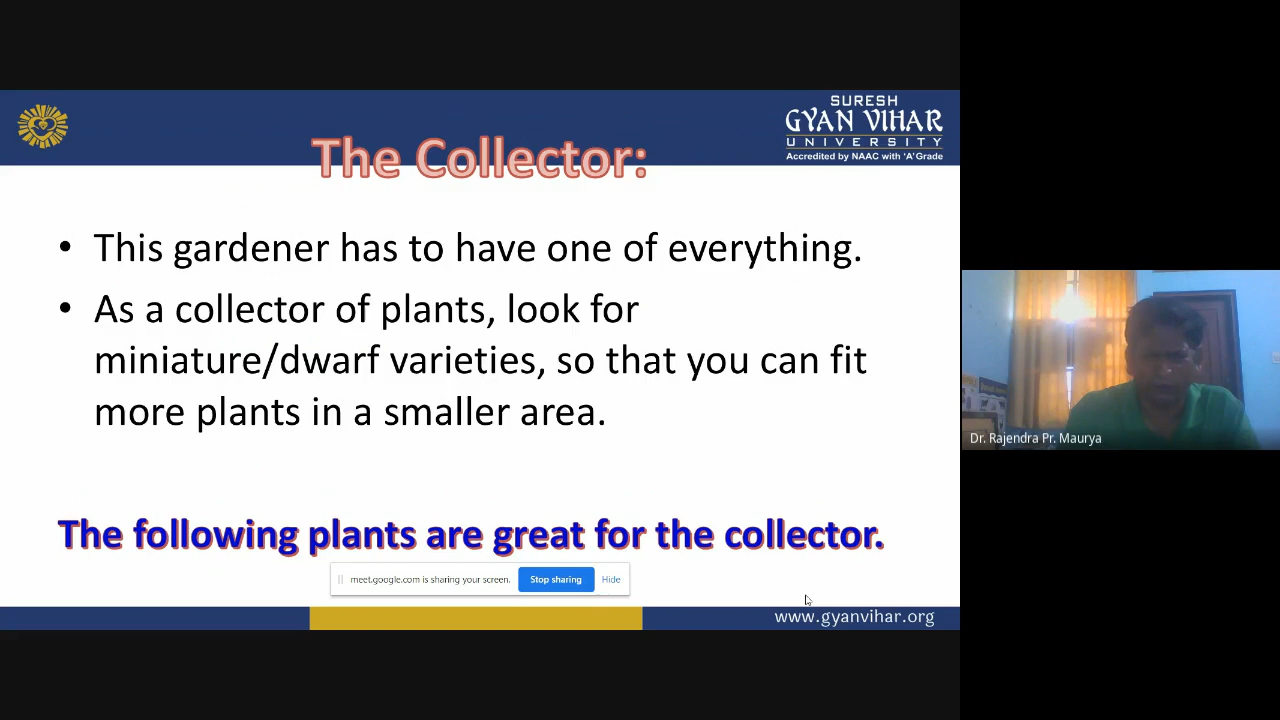 SURESH
GYAN VIHAR
UNIVERSITY
Accredited by NAAC with 'A' Grade
The Collector:
• This gardener has to have one of everything.
• As a collector of plants, look for
miniature/dwarf varieties, so that you can fit
more plants in a smaller area.
The following plants are great for the collector.
meet.google.com is sharing your screen.
Stop sharing
Hide
www.gyanvihar.org
Dr. Rajendra Pr. Maurya